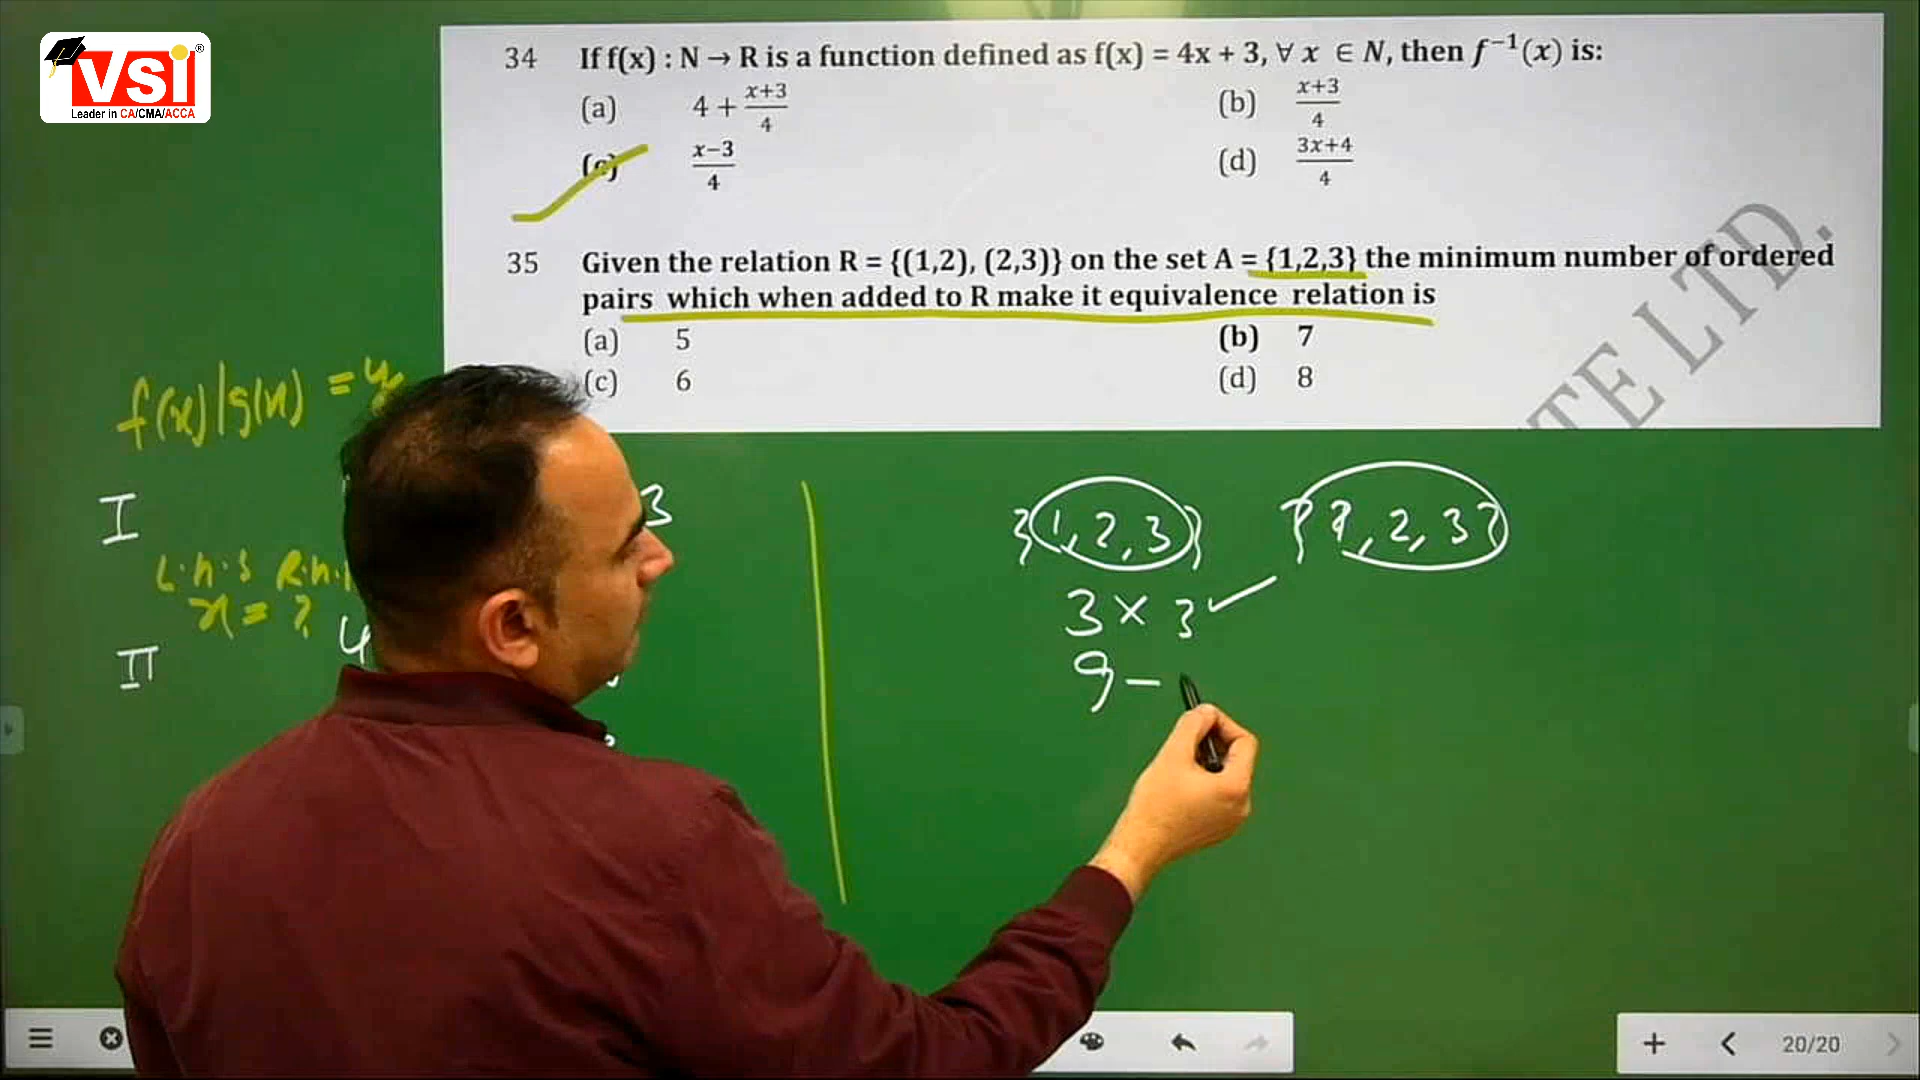 VSI®
Leader in CA/CMA/ACCA
34 If f(x) : N → R is a function defined as f(x) = 4x + 3, ∀ x ∈ N, then f⁻¹(x) is:
(a) 4 + x+3/4 (b) x+3/4
(c) x−3/4 (d) 3x+4/4
35 Given the relation R = {(1,2), (2,3)} on the set A = {1,2,3} the minimum number of ordered
pairs which when added to R make it equivalence relation is
(a) 5 (b) 7
(c) 6 (d) 8
TE LTD.
f(x)|g(x) =
I
3
L.H.S R.H.
x = ?
4
II
{1, 2, 3} {1, 2, 3}
3 × 3
9 −
20/20